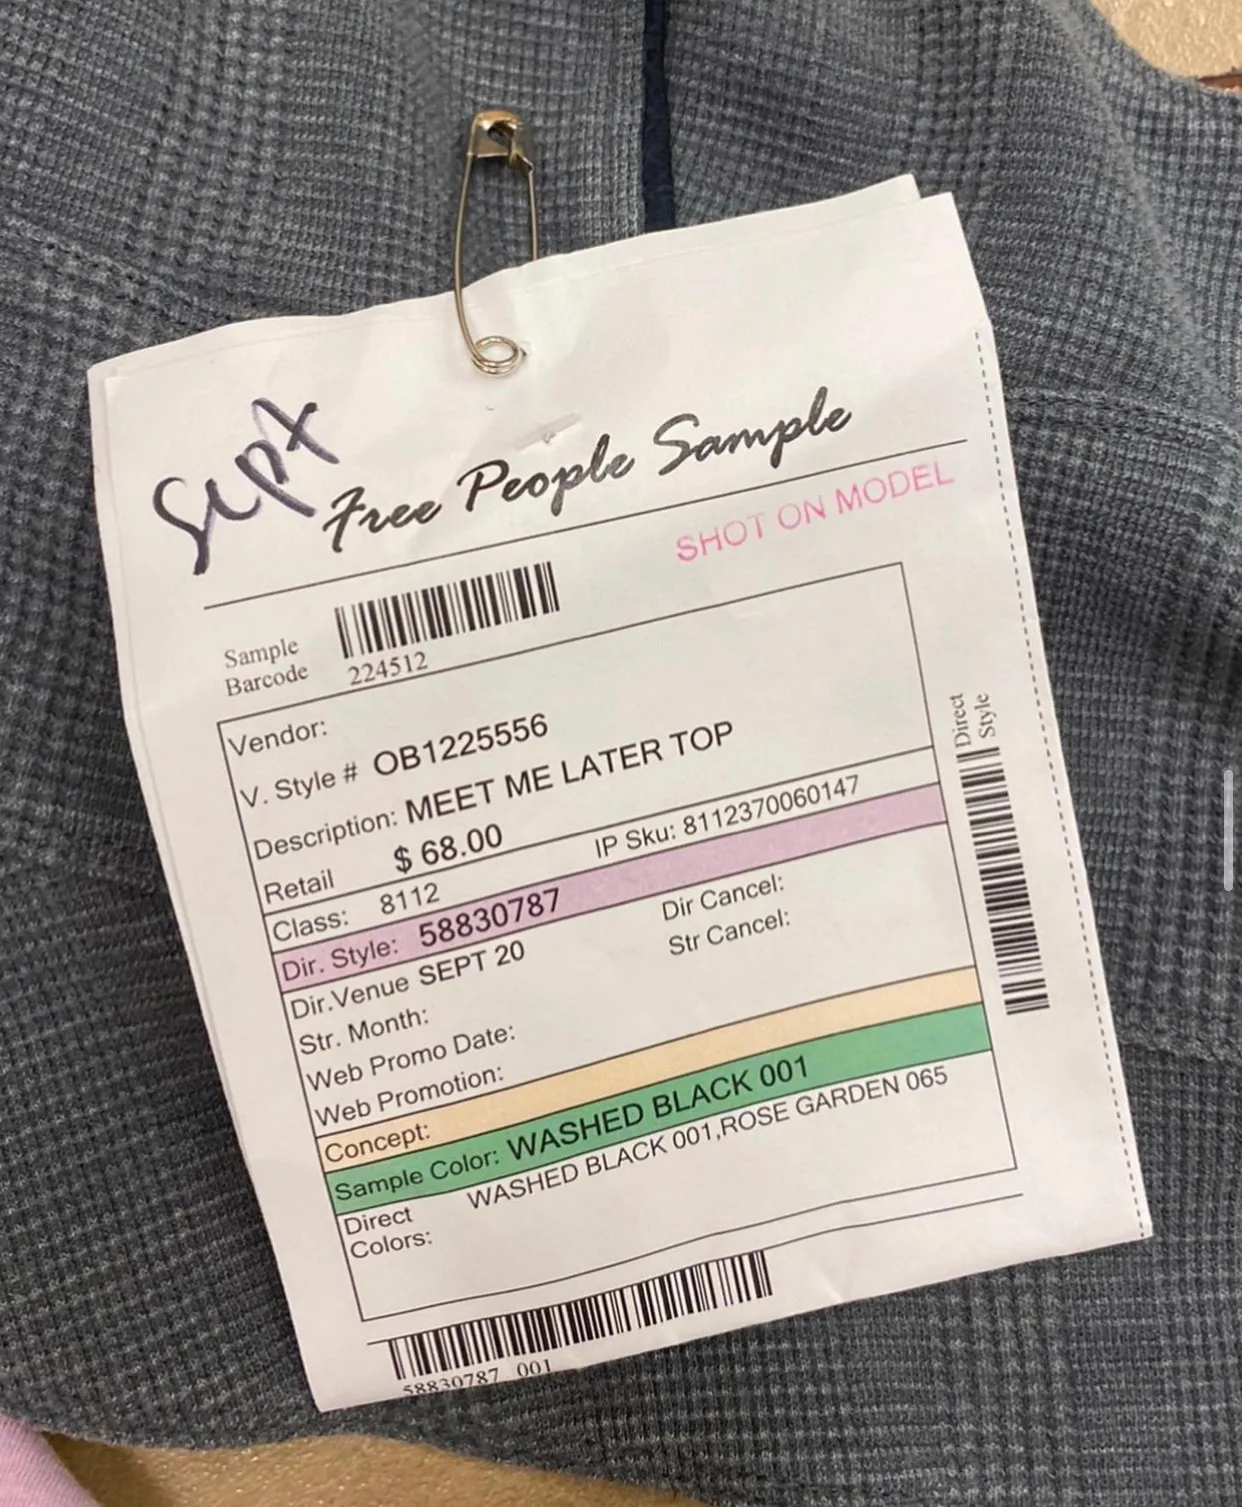 Sept
Free People Sample
SHOT ON MODEL
Sample
Barcode
224512
Vendor:
V. Style # OB1225556
Description: MEET ME LATER TOP
Retail $ 68.00
Class: 8112 IP Sku: 8112370060147
Dir. Style: 58830787
Dir.Venue SEPT 20 Dir Cancel:
Str. Month: Str Cancel:
Web Promo Date:
Web Promotion:
Concept:
Sample Color: WASHED BLACK 001
Direct
Colors: WASHED BLACK 001,ROSE GARDEN 065
58830787 001
Direct
Style